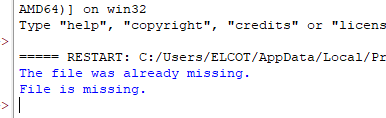 AMD64)] on win32
Type "help", "copyright", "credits" or "licens
>
===== RESTART: C:/Users/ELCOT/AppData/Local/Pr
The file was already missing.
File is missing.
>